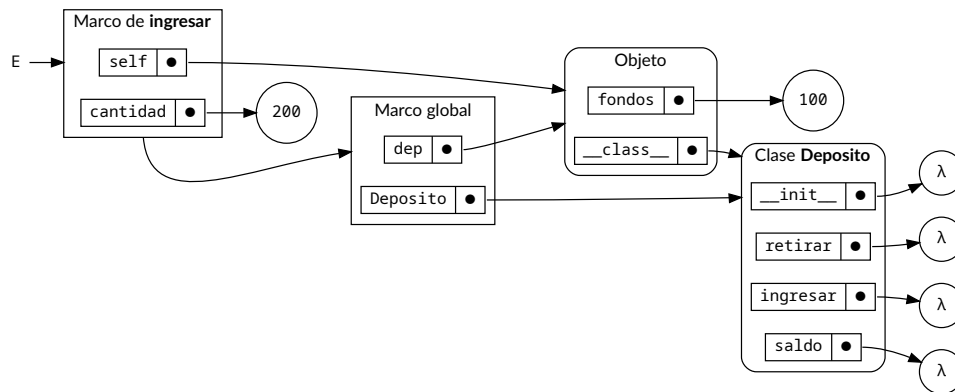 E
Marco de ingresar
self
cantidad
200
Marco global
dep
Deposito
Objeto
fondos
__class__
100
Clase Deposito
__init__
retirar
ingresar
saldo
λ
λ
λ
λ